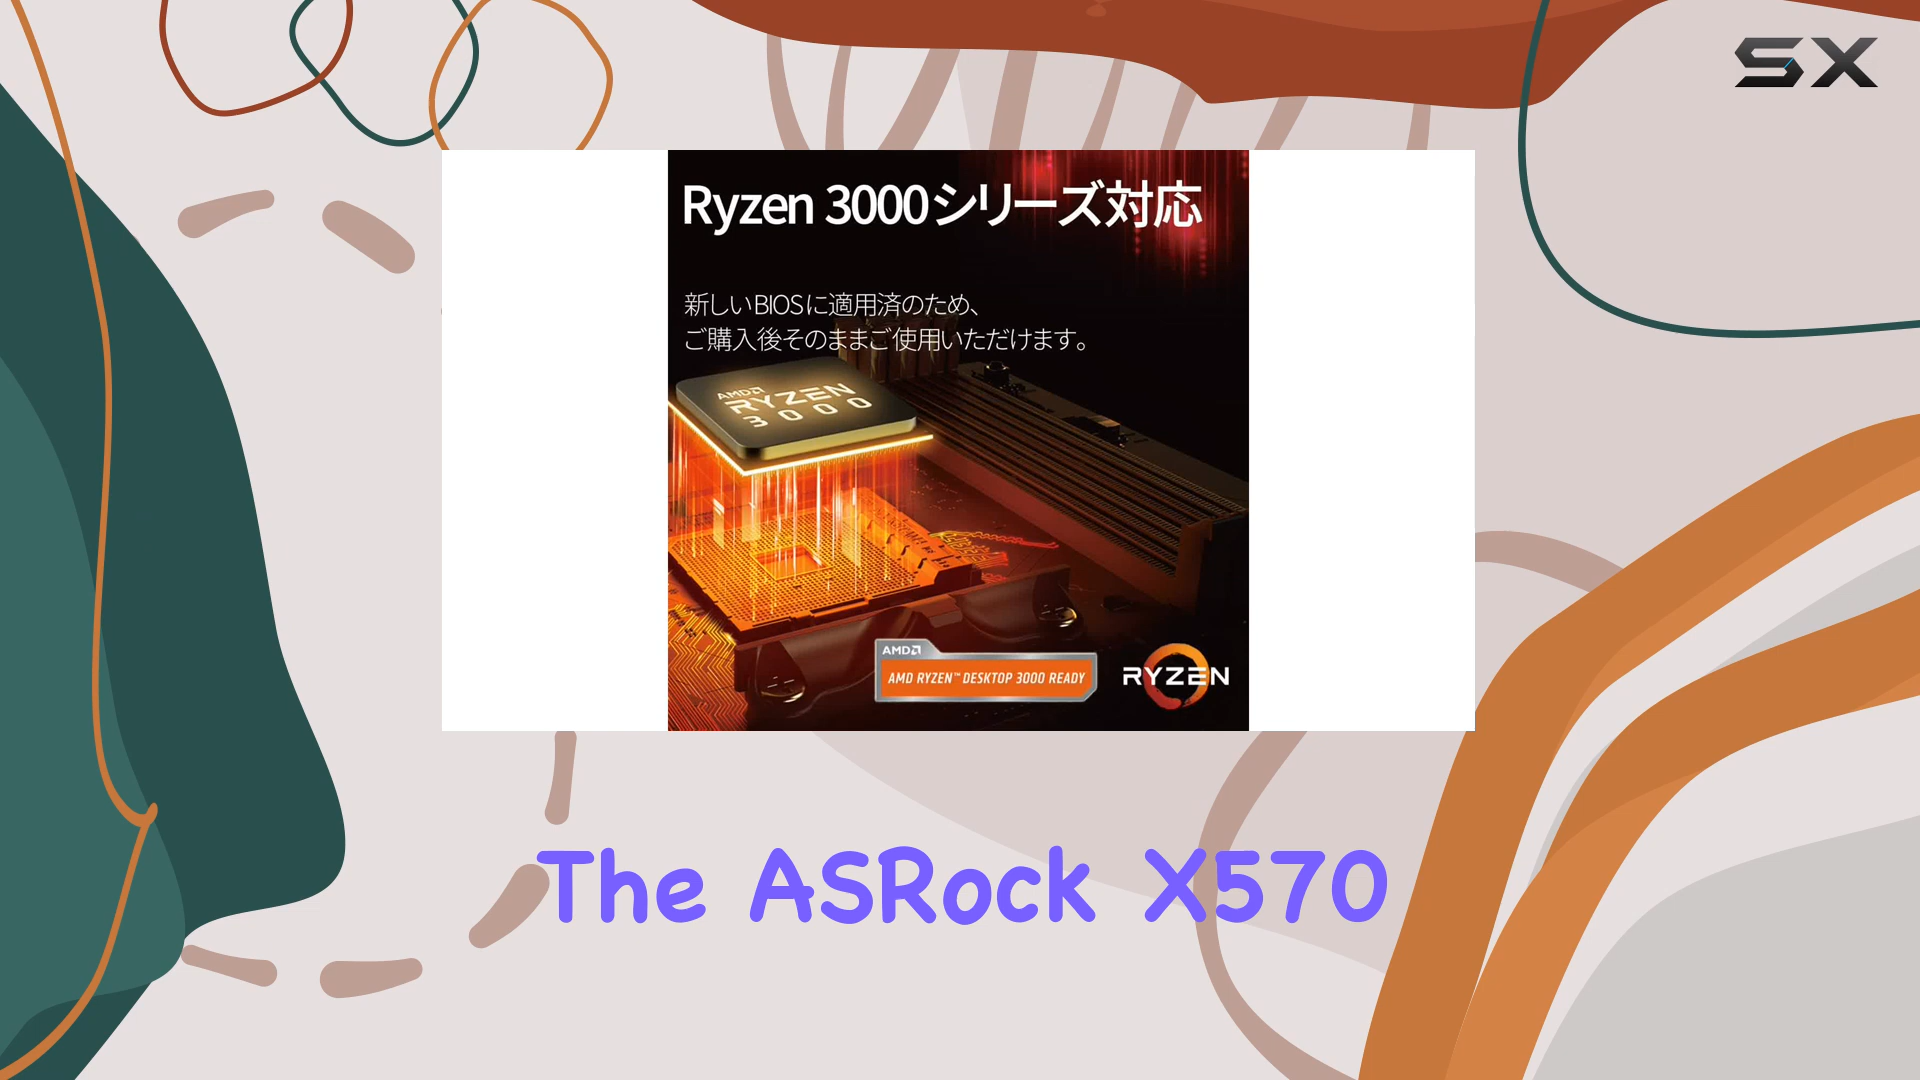 SX
Ryzen 3000シリーズ対応
新しいBIOSに適用済のため、
ご購入後そのままご使用いただけます。
AMD
RYZEN
3000
AMD
AMD RYZEN™ DESKTOP 3000 READY
RYZEN
The ASRock X570